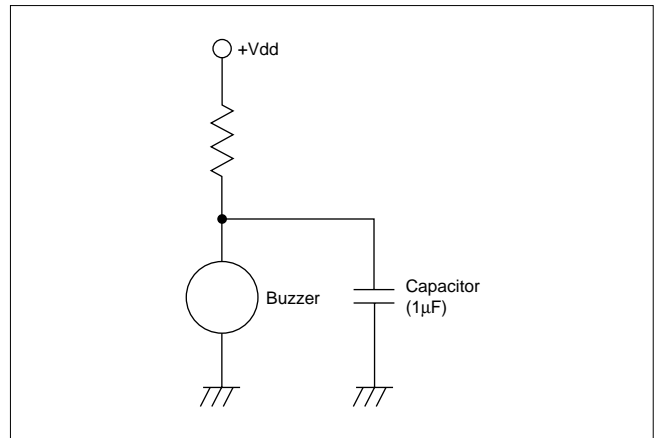 +Vdd
Buzzer
Capacitor
(1μF)